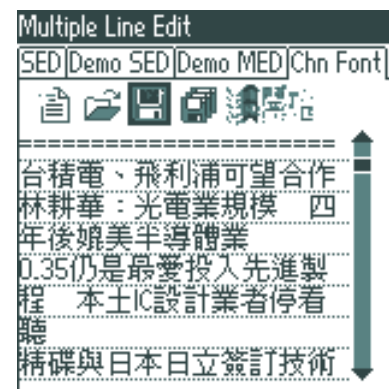 Multiple Line Edit
SED Demo SED Demo MED Chn Font
======================
台積電、飛利浦可望合作
林耕華：光電業規模　四
年後媲美半導體業
0.35仍是最愛投入先進製
程　本土IC設計業者停看
聽
精碟與日本日立簽訂技術